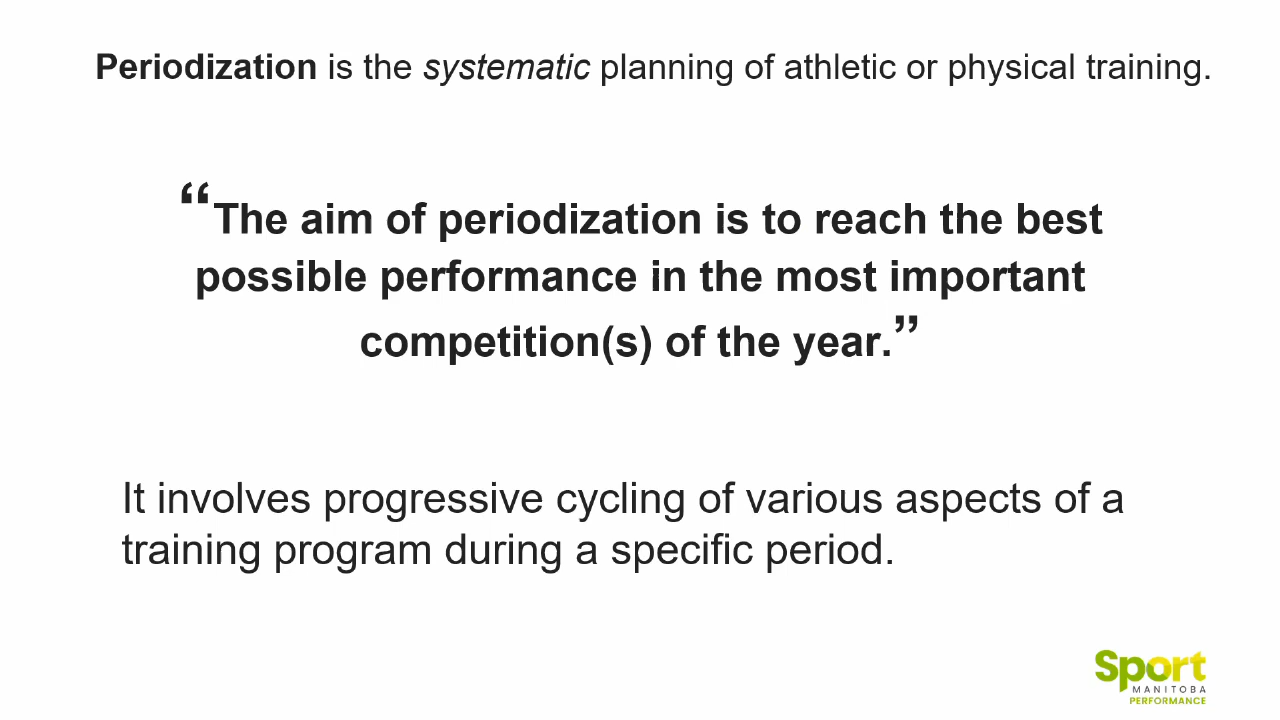 Periodization is the systematic planning of athletic or physical training.
“The aim of periodization is to reach the best
possible performance in the most important
competition(s) of the year.”
It involves progressive cycling of various aspects of a
training program during a specific period.
Sport
MANITOBA
PERFORMANCE